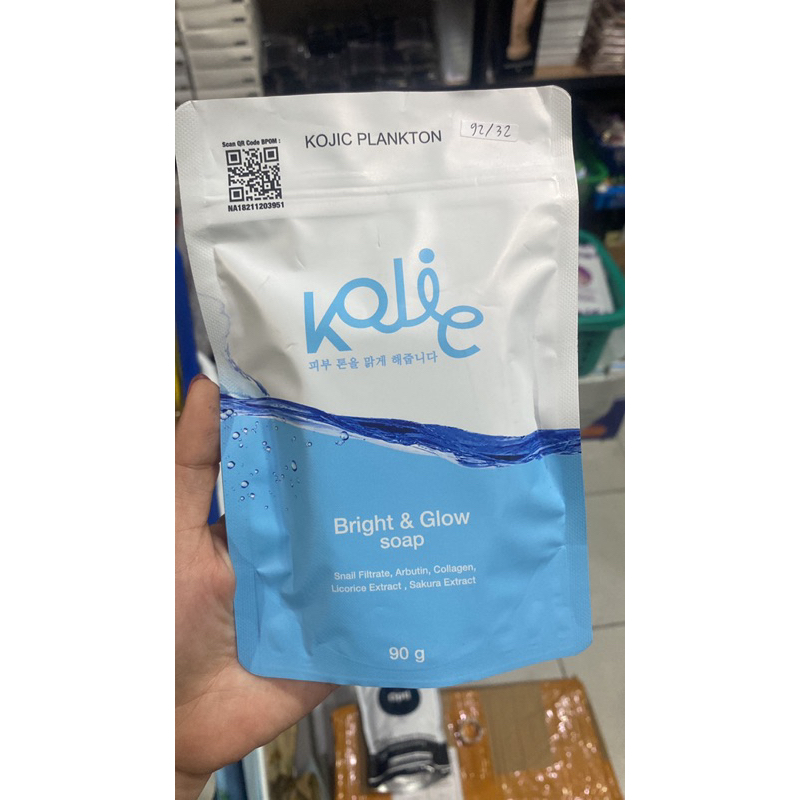 Scan QR Code BPOM :
NA18211203951
KOJIC PLANKTON
92/32
Kojic
피부 톤을 맑게 해줍니다
Bright & Glow
soap
Snail Filtrate, Arbutin, Collagen,
Licorice Extract , Sakura Extract
90 g